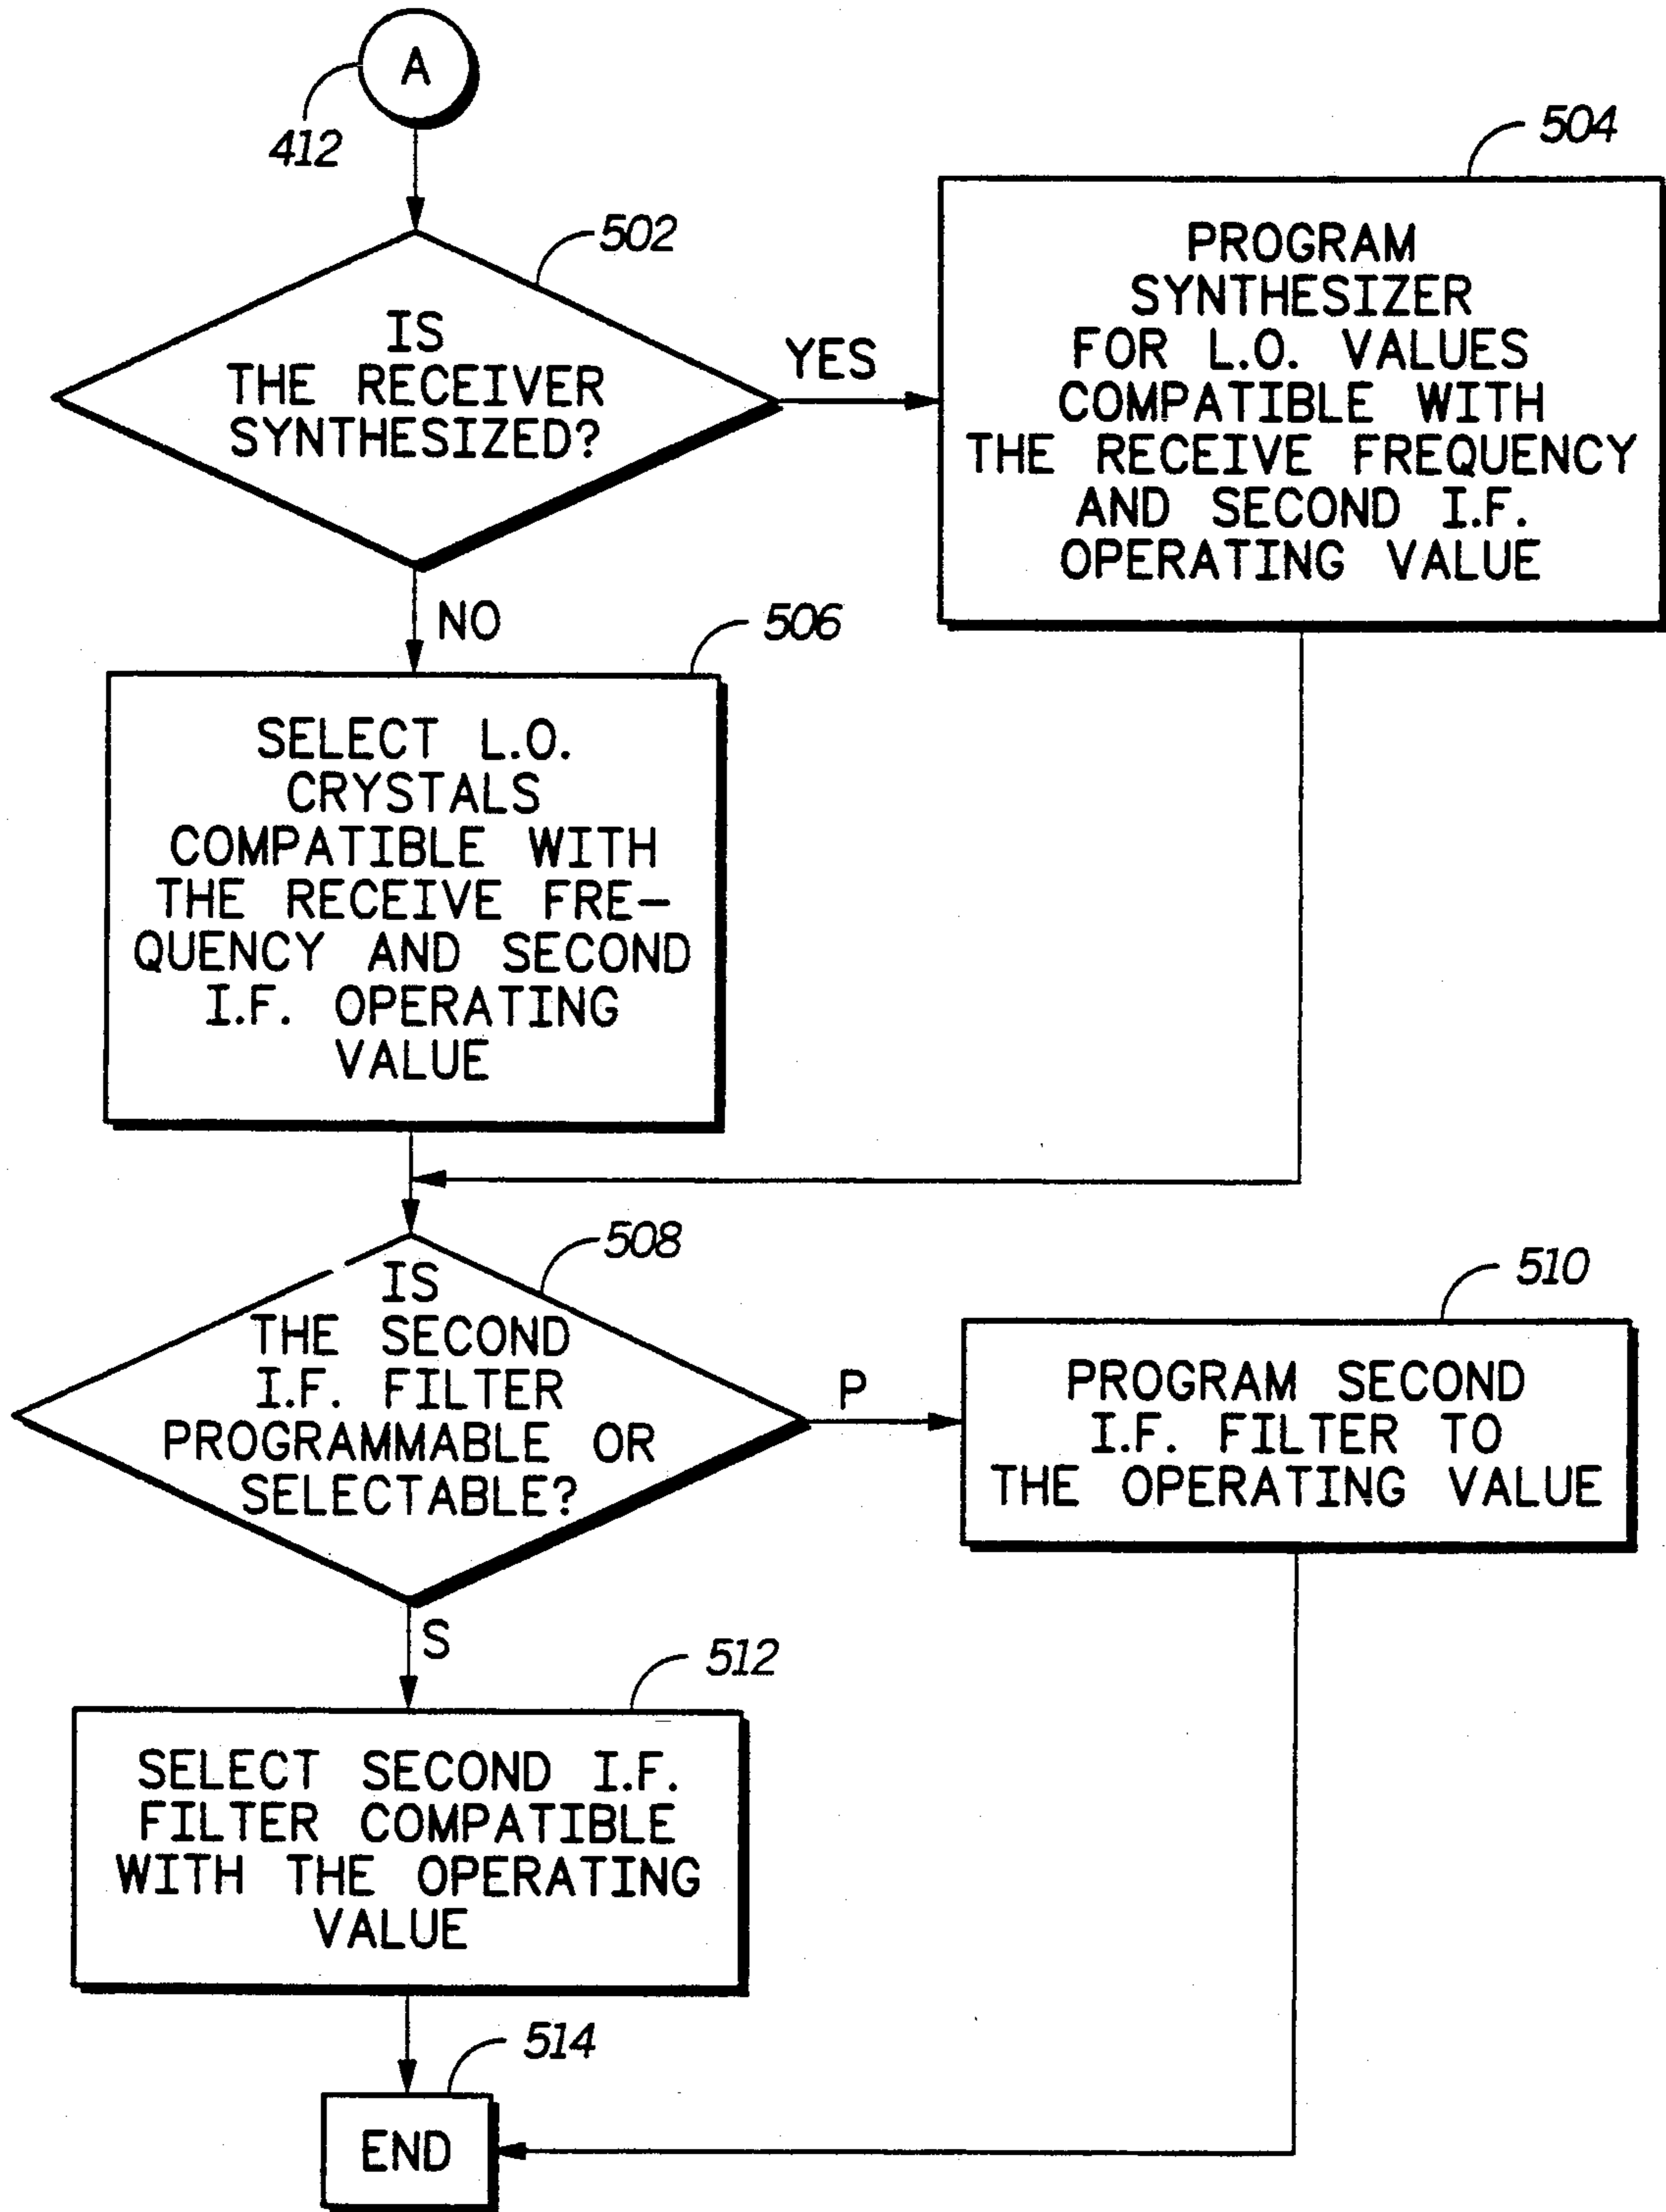 A
412
502
IS
THE RECEIVER
SYNTHESIZED?
YES
504
PROGRAM
SYNTHESIZER
FOR L.O. VALUES
COMPATIBLE WITH
THE RECEIVE FREQUENCY
AND SECOND I.F.
OPERATING VALUE
NO
506
SELECT L.O.
CRYSTALS
COMPATIBLE WITH
THE RECEIVE FRE-
QUENCY AND SECOND
I.F. OPERATING
VALUE
508
IS
THE SECOND
I.F. FILTER
PROGRAMMABLE OR
SELECTABLE?
P
510
PROGRAM SECOND
I.F. FILTER TO
THE OPERATING VALUE
S
512
SELECT SECOND I.F.
FILTER COMPATIBLE
WITH THE OPERATING
VALUE
514
END